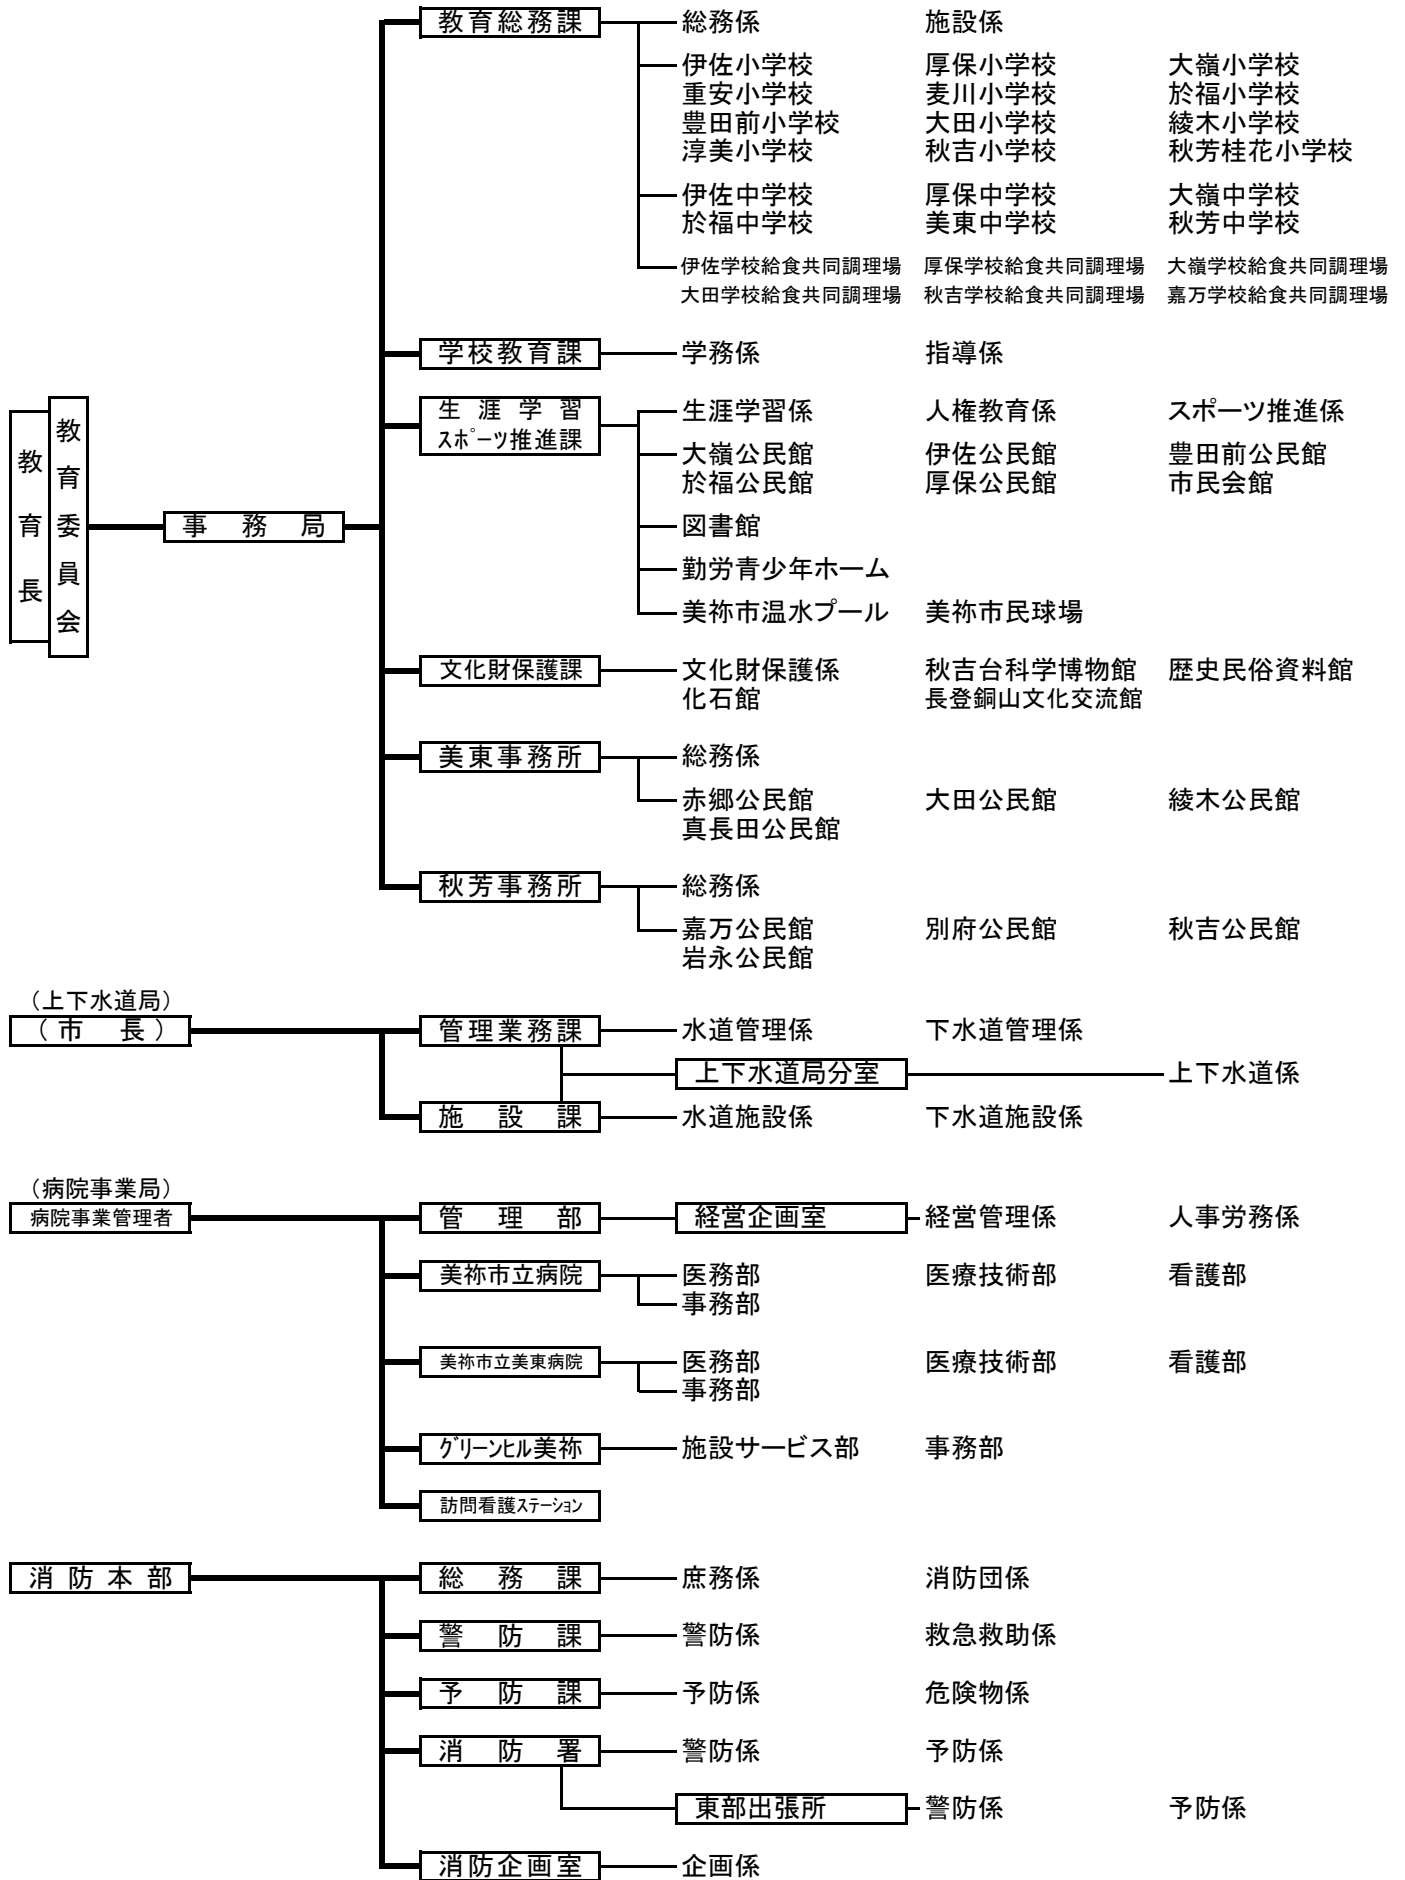 教育総務課 総務係 施設係
伊佐小学校 厚保小学校 大嶺小学校
重安小学校 麦川小学校 於福小学校
豊田前小学校 大田小学校 綾木小学校
淳美小学校 秋吉小学校 秋芳桂花小学校
伊佐中学校 厚保中学校 大嶺中学校
於福中学校 美東中学校 秋芳中学校
伊佐学校給食共同調理場 厚保学校給食共同調理場 大嶺学校給食共同調理場
大田学校給食共同調理場 秋吉学校給食共同調理場 嘉万学校給食共同調理場
学校教育課 学務係 指導係
教育長
教育委員会
事務局
生涯学習
スポーツ推進課
生涯学習係 人権教育係 スポーツ推進係
大嶺公民館 伊佐公民館 豊田前公民館
於福公民館 厚保公民館 市民会館
図書館
勤労青少年ホーム
美祢市温水プール 美祢市民球場
文化財保護課 文化財保護係 秋吉台科学博物館 歴史民俗資料館
化石館 長登銅山文化交流館
美東事務所 総務係
赤郷公民館 大田公民館 綾木公民館
真長田公民館
秋芳事務所 総務係
嘉万公民館 別府公民館 秋吉公民館
岩永公民館
（上下水道局）
（市長） 管理業務課 水道管理係 下水道管理係
上下水道局分室 上下水道係
施設課 水道施設係 下水道施設係
（病院事業局）
病院事業管理者 管理部 経営企画室 経営管理係 人事労務係
美祢市立病院 医務部 医療技術部 看護部
事務部
美祢市立美東病院 医務部 医療技術部 看護部
事務部
グリーンヒル美祢 施設サービス部 事務部
訪問看護ステーション
消防本部 総務課 庶務係 消防団係
警防課 警防係 救急救助係
予防課 予防係 危険物係
消防署 警防係 予防係
東部出張所 警防係 予防係
消防企画室 企画係